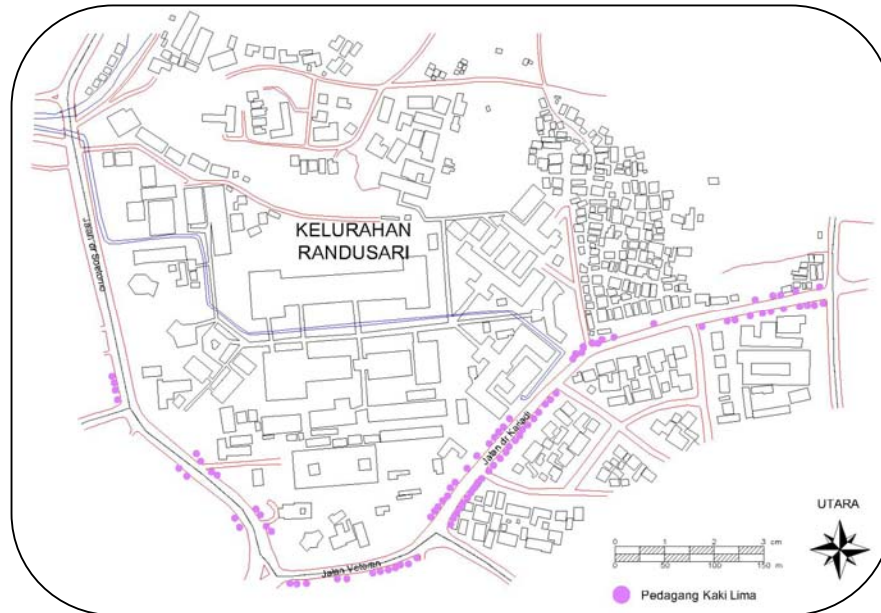 KELURAHAN
RANDUSARI
Jalan dr Soetomo
Jalan dr Kariadi
Jalan Veteran
UTARA
0 1 2 3 cm
0 50 100 150 m
Pedagang Kaki Lima